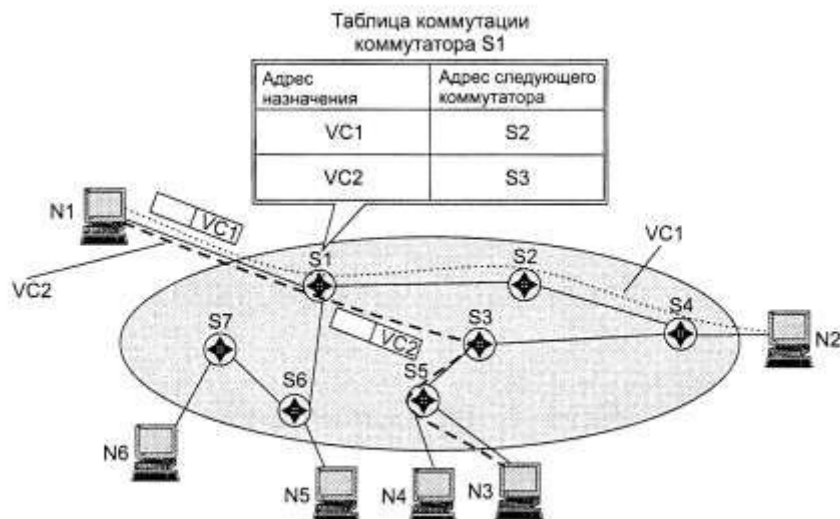 Таблица коммутации
коммутатора S1
Адрес
назначения
Адрес следующего
коммутатора
VC1
S2
VC2
S3
N1
VC1
VC2
S1
S2
VC1
S7
VC2
S3
S4
N2
S6
S5
N6
N5
N4
N3